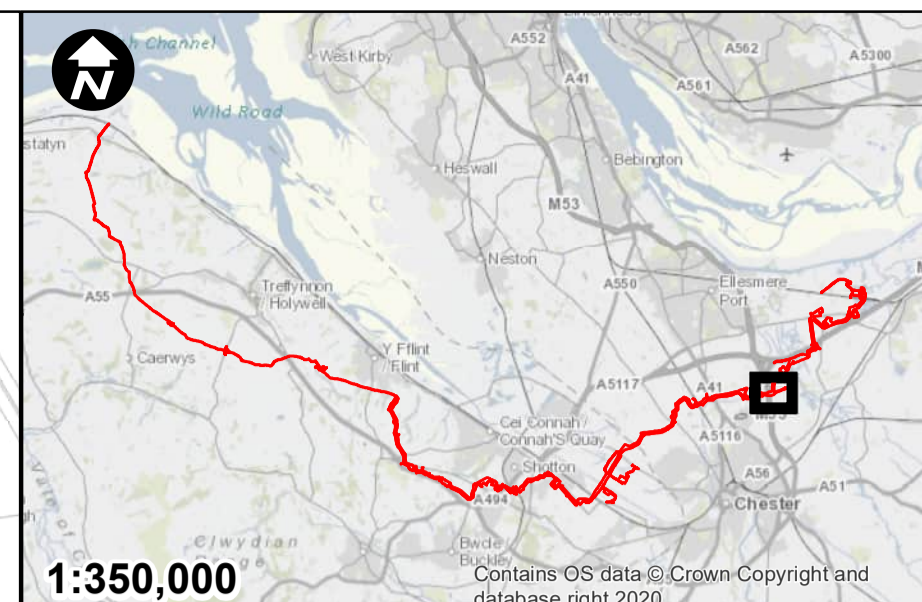 N
Channel
West Kirby
A552
A562
A5300
A41
A561
Wild Road
statyn
Heswall
Bebington
M53
Neston
A550
Ellesmere
Port
Treffynnon
/ Holywell
A55
Caerwys
Y Fflint
/ Flint
A5117
A41
Cei Connah /
Connah'S Quay
A5116
Shotton
A56
A51
A494
Chester
Bwcle /
Buckley
Clwydian
1:350,000
Contains OS data © Crown Copyright and
database right 2020